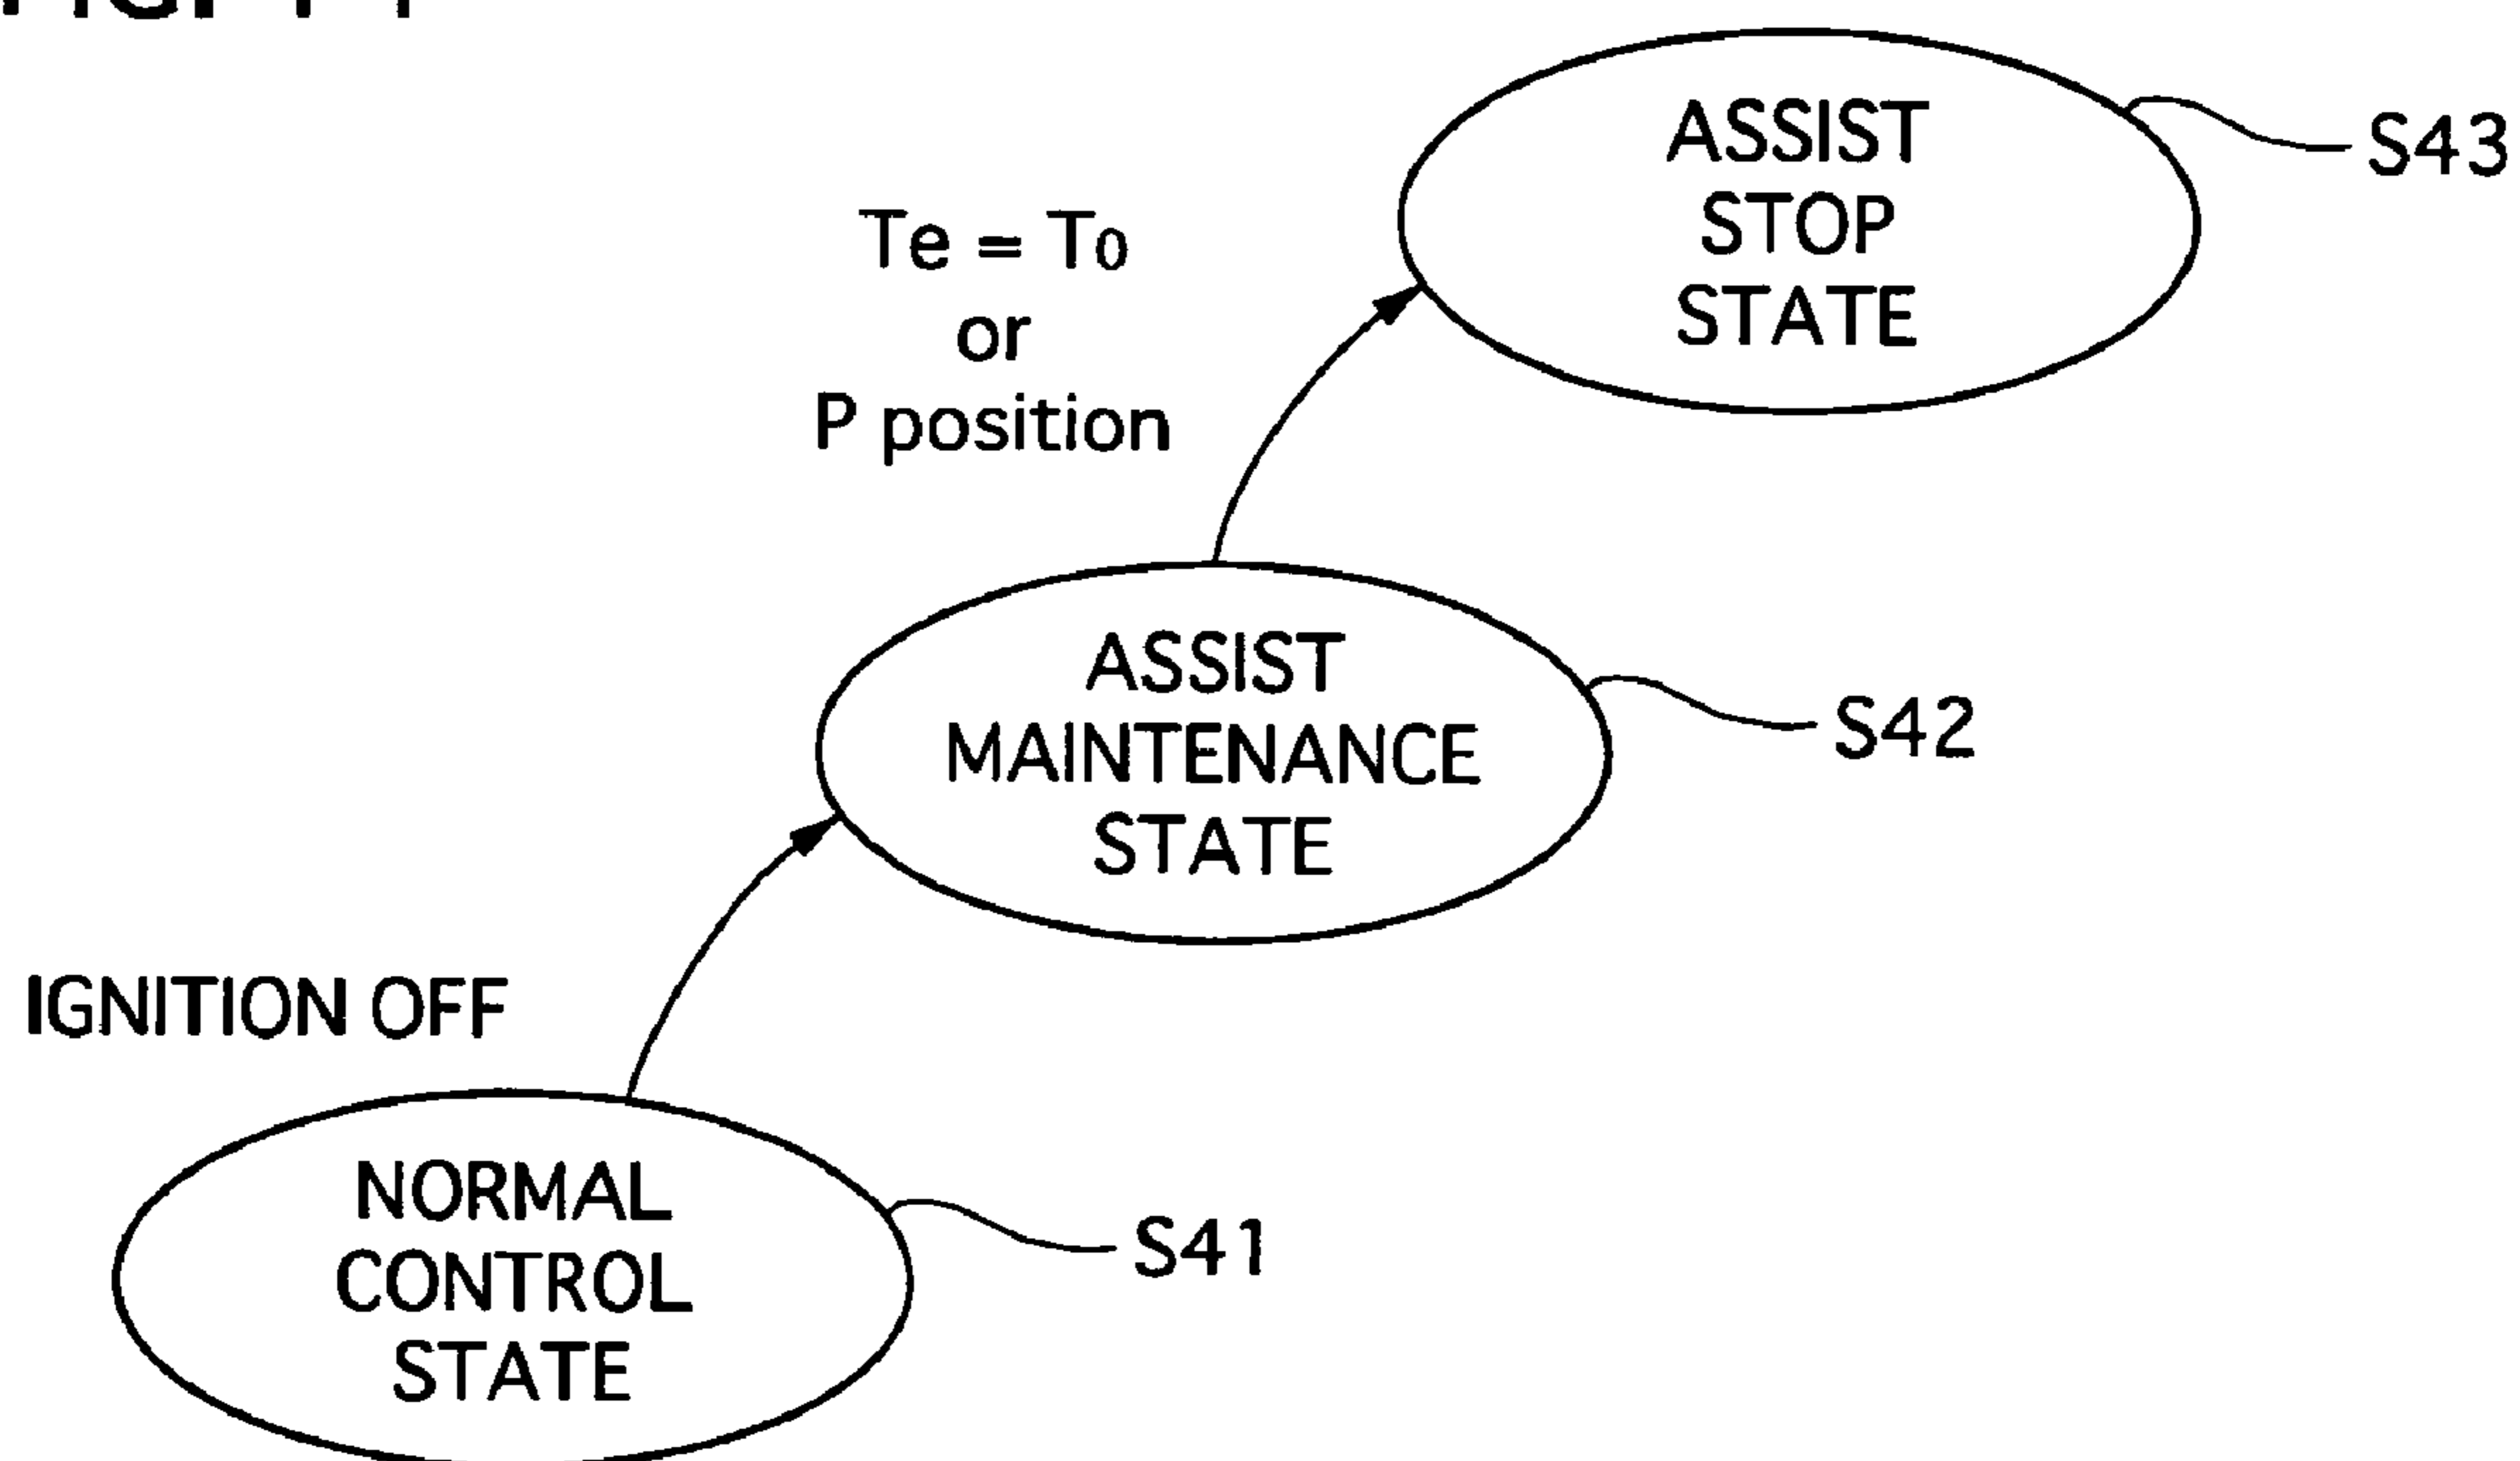 ASSIST
STOP
STATE
S43
Te = T0
or
P position
ASSIST
MAINTENANCE
STATE
S42
IGNITION OFF
NORMAL
CONTROL
STATE
S41